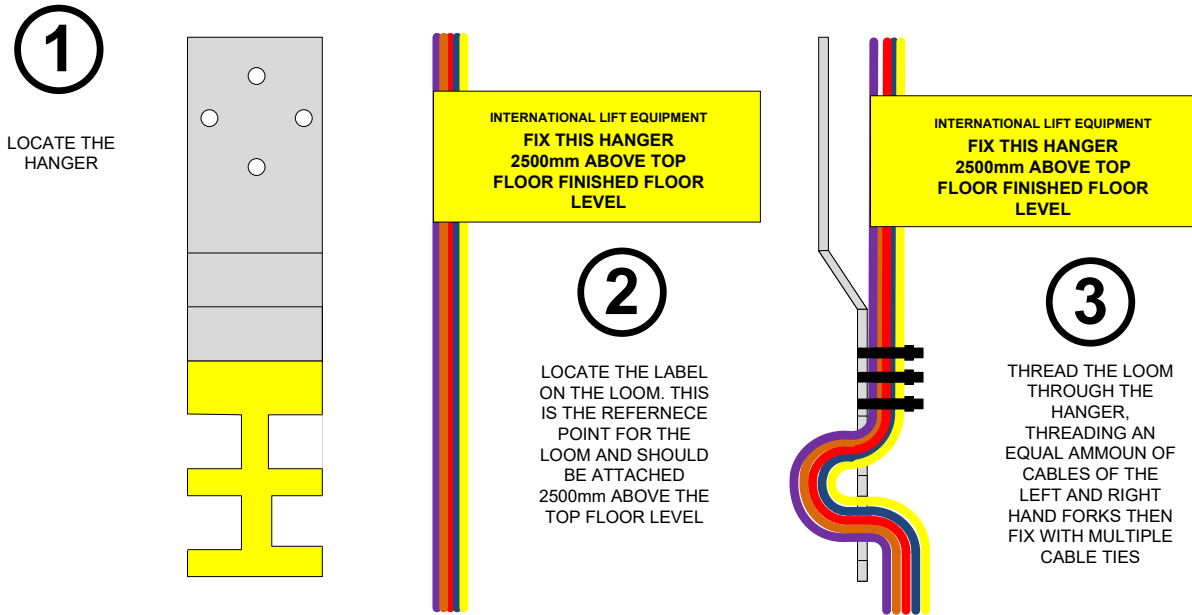 1
LOCATE THE
HANGER
INTERNATIONAL LIFT EQUIPMENT
FIX THIS HANGER
2500mm ABOVE TOP
FLOOR FINISHED FLOOR
LEVEL
2
LOCATE THE LABEL
ON THE LOOM. THIS
IS THE REFERNECE
POINT FOR THE
LOOM AND SHOULD
BE ATTACHED
2500mm ABOVE THE
TOP FLOOR LEVEL
INTERNATIONAL LIFT EQUIPMENT
FIX THIS HANGER
2500mm ABOVE TOP
FLOOR FINISHED FLOOR
LEVEL
3
THREAD THE LOOM
THROUGH THE
HANGER,
THREADING AN
EQUAL AMMOUN OF
CABLES OF THE
LEFT AND RIGHT
HAND FORKS THEN
FIX WITH MULTIPLE
CABLE TIES